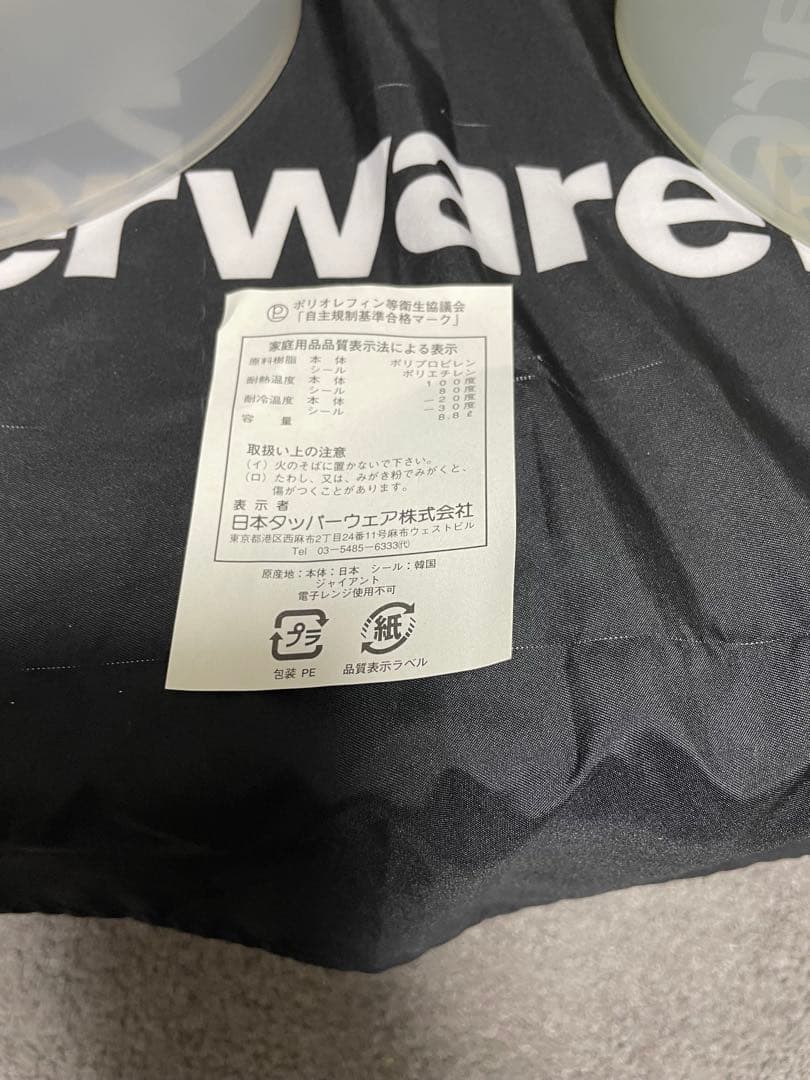 erware
ポリオレフィン等衛生協議会
「自主規制基準合格マーク」
家庭用品品質表示法による表示
原料樹脂 本体 ポリプロピレン
シール ポリエチレン
耐熱温度 本体 100度
シール 80度
耐冷温度 本体 −20度
シール −30度
容量 8.8ℓ
取扱い上の注意
(イ)火のそばに置かないで下さい。
(ロ)たわし、又は、みがき粉でみがくと、
傷がつくことがあります。
表示者
日本タッパーウェア株式会社
東京都港区西麻布2丁目24番11号麻布ウェストビル
Tel 03−5485−6333㈹
原産地:本体:日本 シール:韓国
ジャイアント
電子レンジ使用不可
プラ 紙
包装 PE 品質表示ラベル